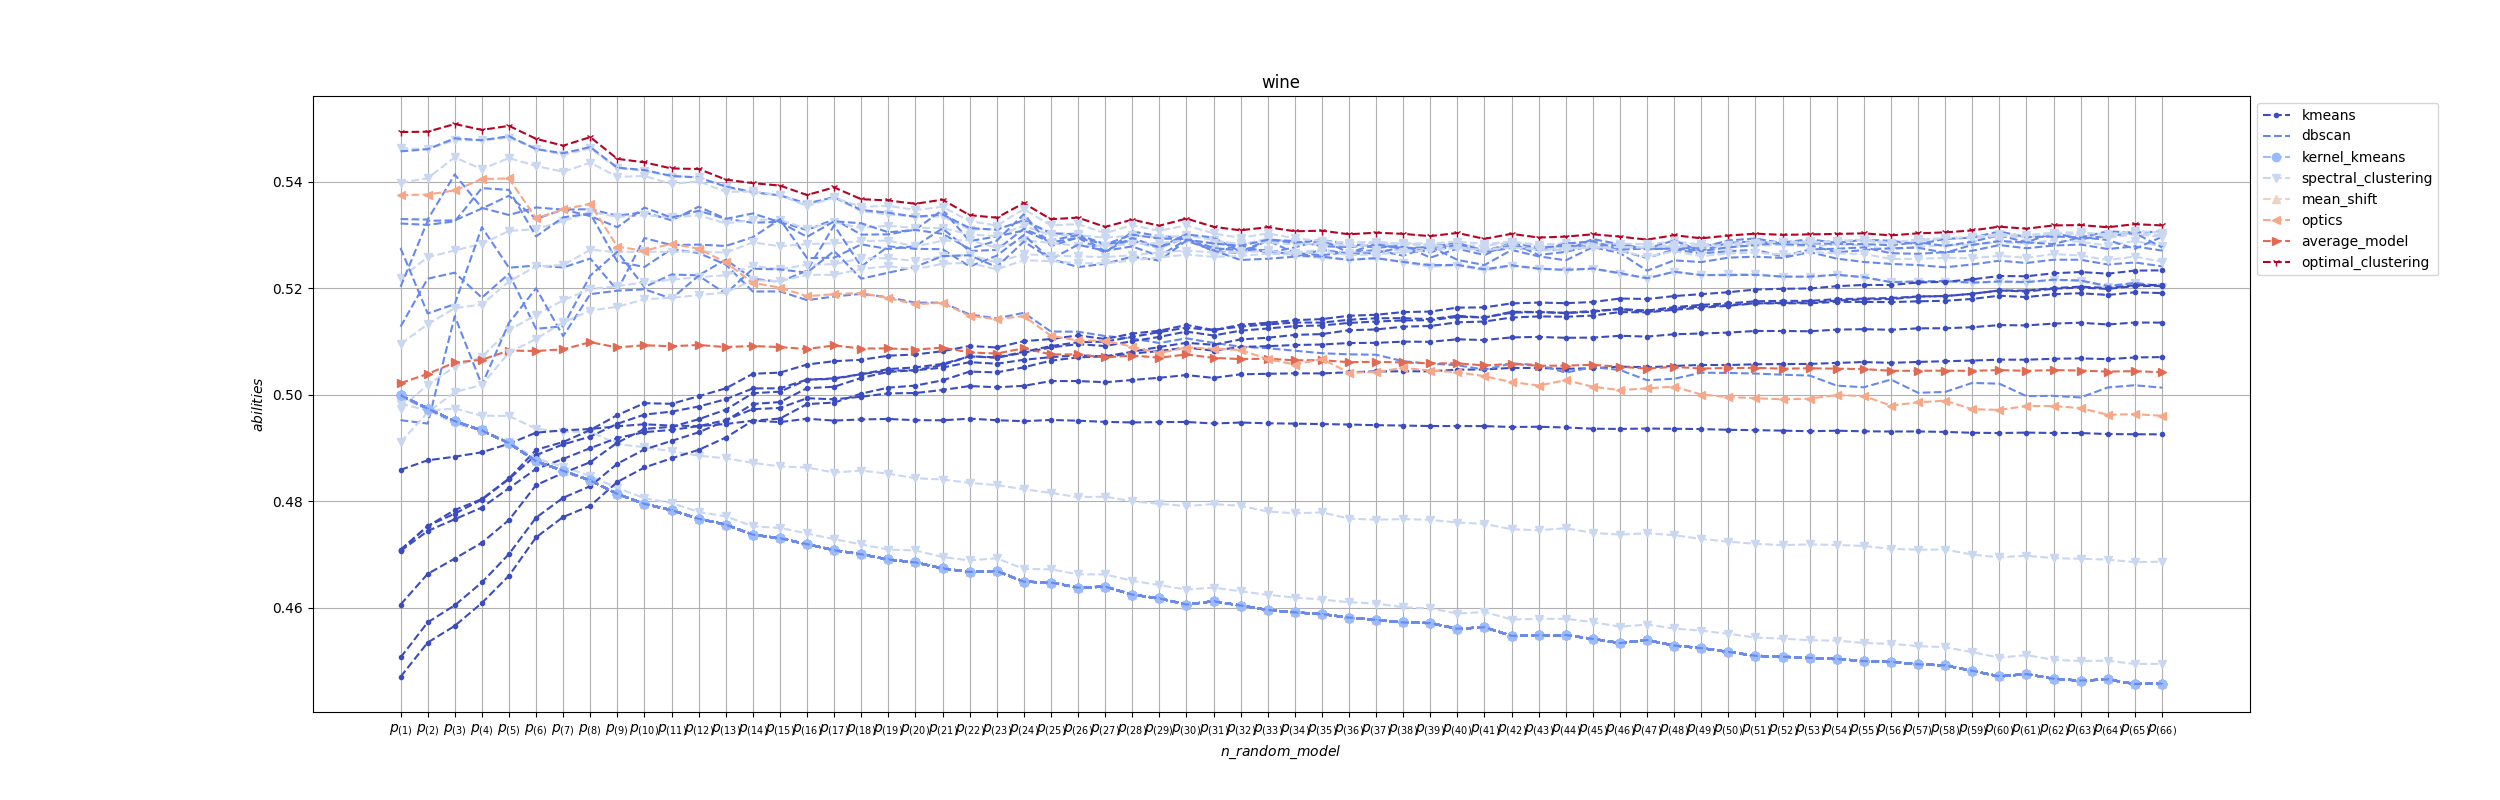 wine
abilities
0.54
0.52
0.50
0.48
0.46
p(1) p(2) p(3) p(4) p(5) p(6) p(7) p(8) p(9) p(10) p(11) p(12) p(13) p(14) p(15) p(16) p(17) p(18) p(19) p(20) p(21) p(22) p(23) p(24) p(25) p(26) p(27) p(28) p(29) p(30) p(31) p(32) p(33) p(34) p(35) p(36) p(37) p(38) p(39) p(40) p(41) p(42) p(43) p(44) p(45) p(46) p(47) p(48) p(49) p(50) p(51) p(52) p(53) p(54) p(55) p(56) p(57) p(58) p(59) p(60) p(61) p(62) p(63) p(64) p(65) p(66)
n_random_model
kmeans
dbscan
kernel_kmeans
spectral_clustering
mean_shift
optics
average_model
optimal_clustering